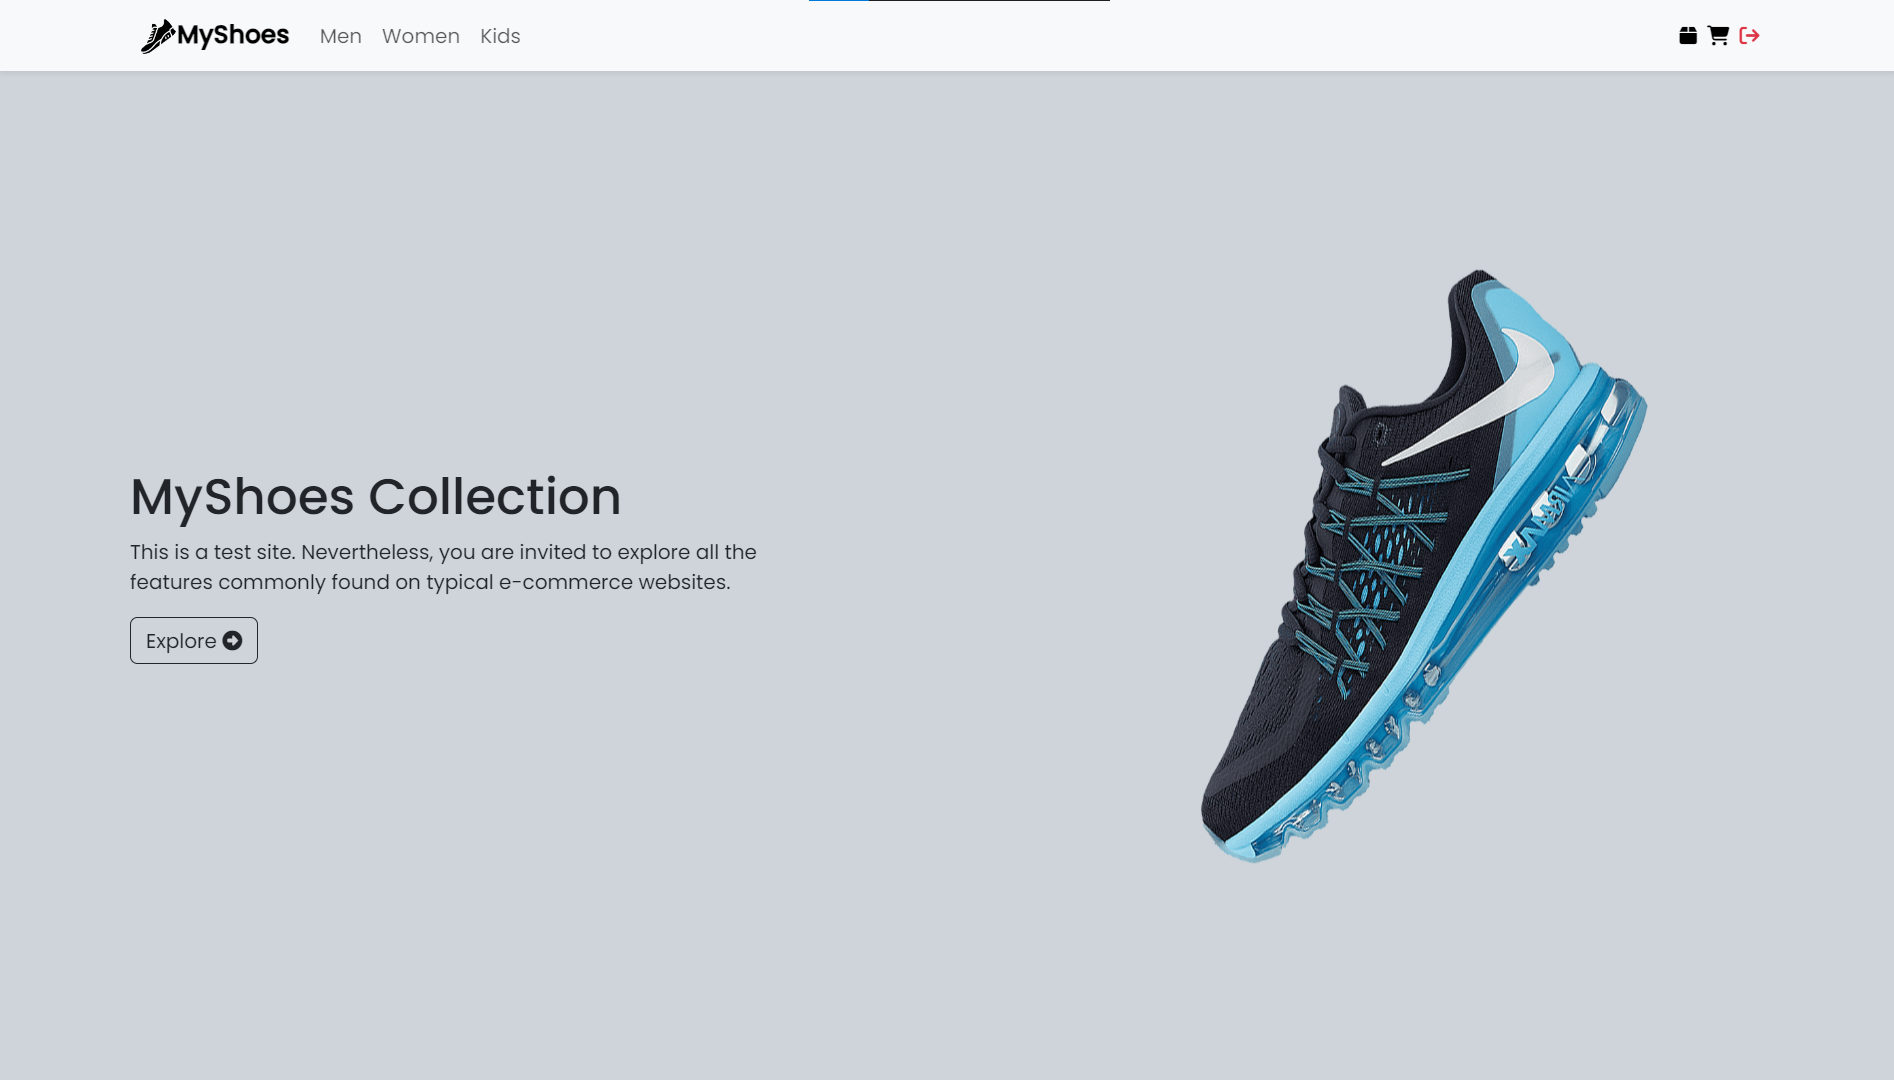 MyShoes Men Women Kids
MyShoes Collection
This is a test site. Nevertheless, you are invited to explore all the
features commonly found on typical e-commerce websites.
Explore